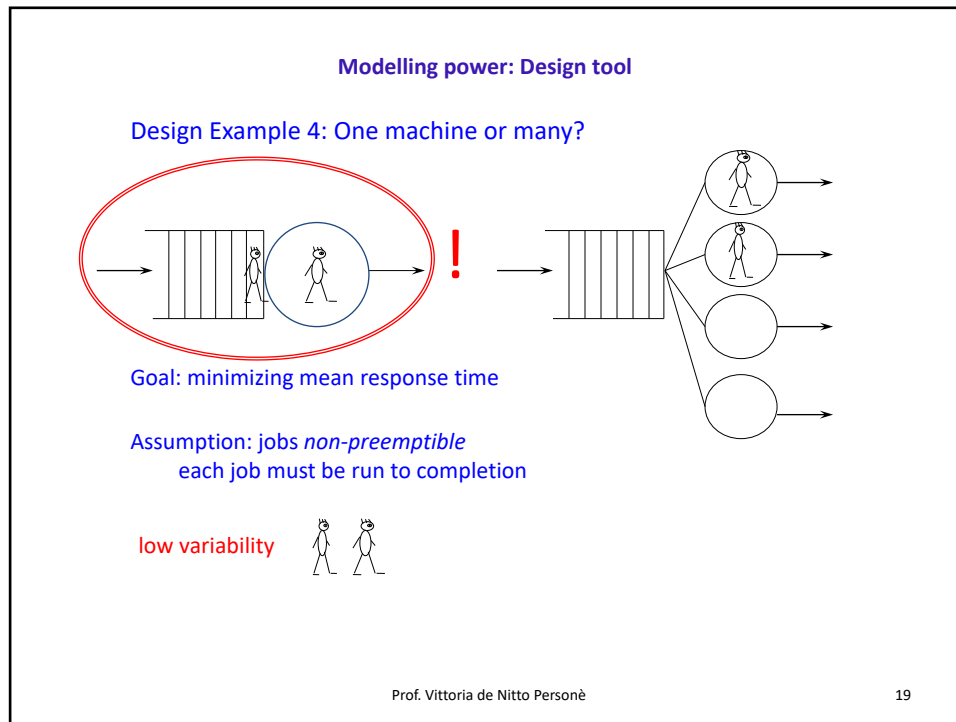 Modelling power: Design tool
Design Example 4: One machine or many?
!
Goal: minimizing mean response time
Assumption: jobs non-preemptible
each job must be run to completion
low variability
Prof. Vittoria de Nitto Personè
19